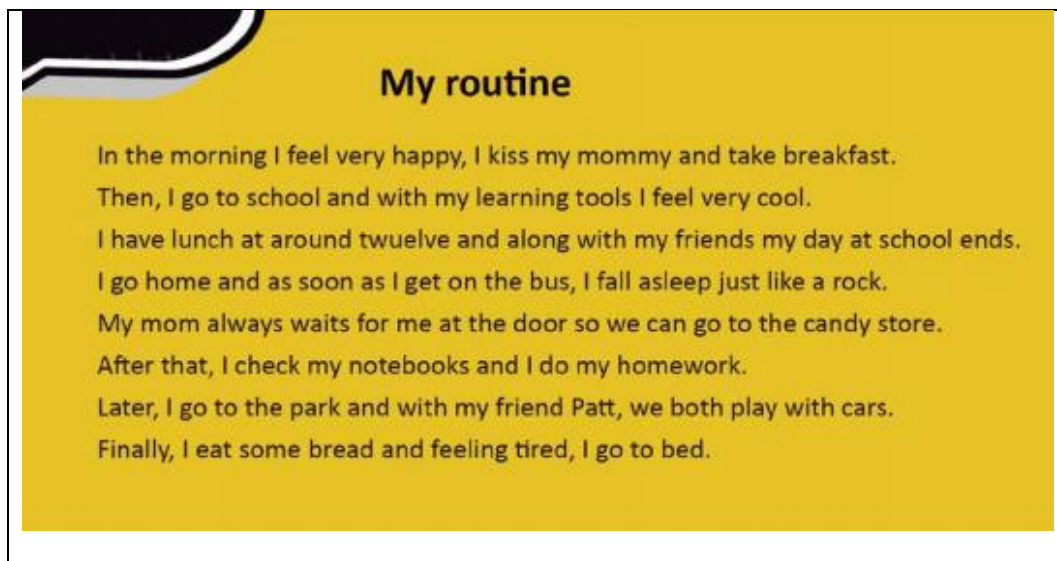 My routine
In the morning I feel very happy, I kiss my mommy and take breakfast.
Then, I go to school and with my learning tools I feel very cool.
I have lunch at around twuelve and along with my friends my day at school ends.
I go home and as soon as I get on the bus, I fall asleep just like a rock.
My mom always waits for me at the door so we can go to the candy store.
After that, I check my notebooks and I do my homework.
Later, I go to the park and with my friend Patt, we both play with cars.
Finally, I eat some bread and feeling tired, I go to bed.